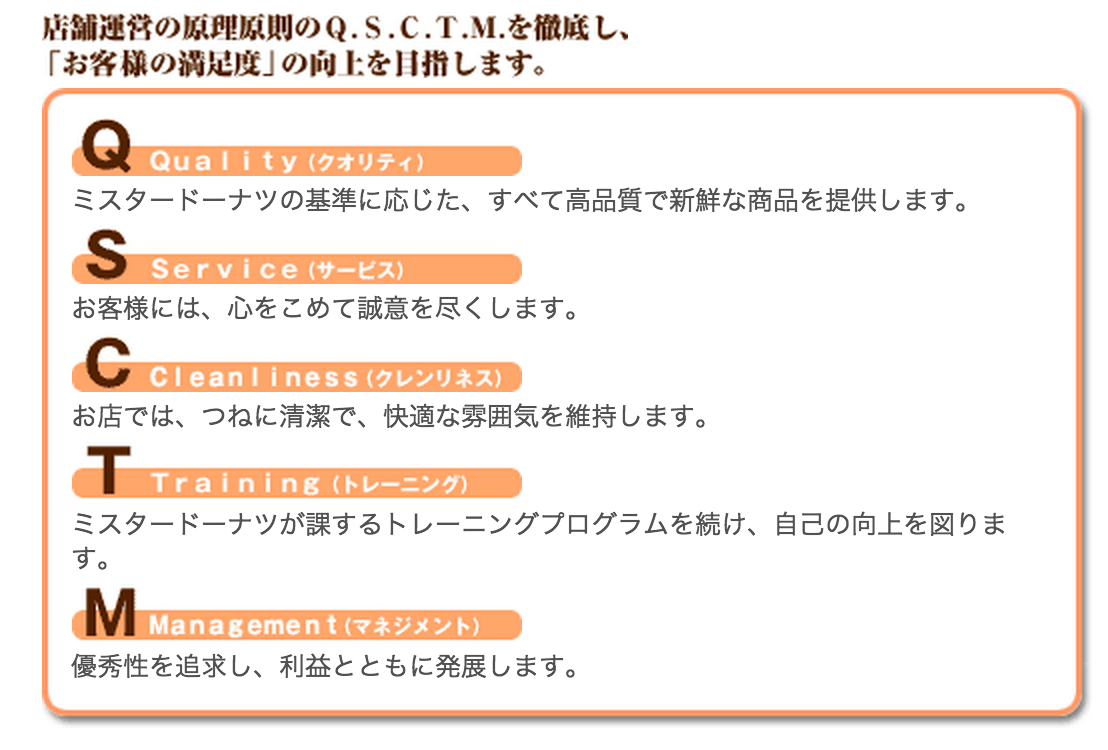 店舗運営の原理原則のQ.S.C.T.M.を徹底し、
「お客様の満足度」の向上を目指します。
Q Quality(クオリティ)
ミスタードーナツの基準に応じた、すべて高品質で新鮮な商品を提供します。
S Service(サービス)
お客様には、心をこめて誠意を尽くします。
C Cleanliness(クレンリネス)
お店では、つねに清潔で、快適な雰囲気を維持します。
T Training(トレーニング)
ミスタードーナツが課するトレーニングプログラムを続け、自己の向上を図りま
す。
M Management(マネジメント)
優秀性を追求し、利益とともに発展します。